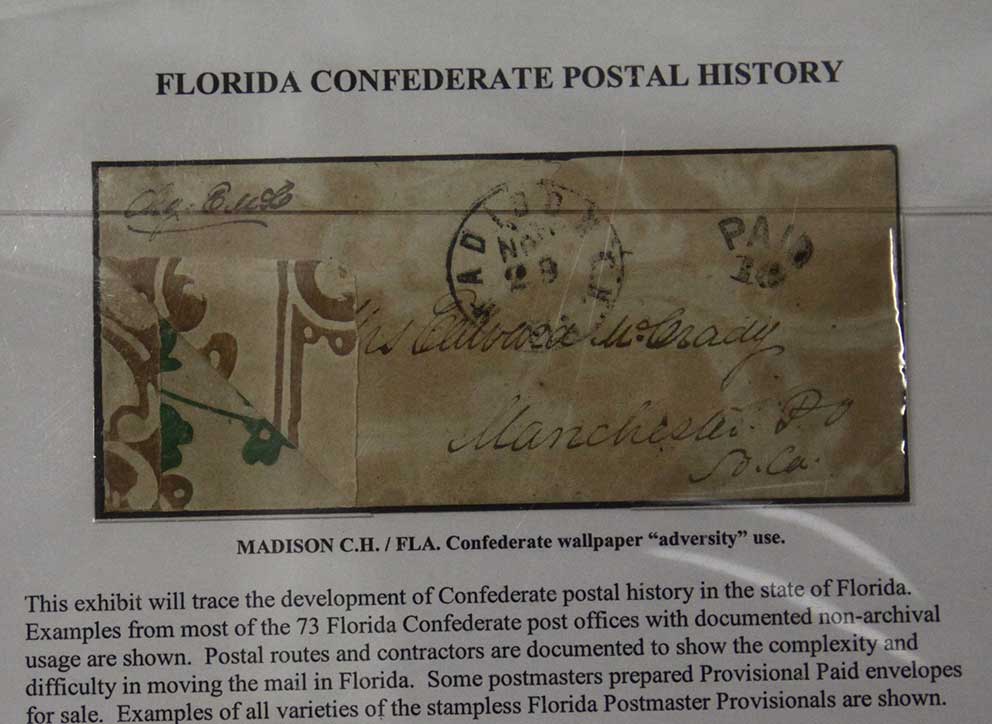 FLORIDA CONFEDERATE POSTAL HISTORY
PAID
10
Edward McCrady
Manchester P.O
So. Ca.
MADISON C.H. / FLA. Confederate wallpaper “adversity” use.
This exhibit will trace the development of Confederate postal history in the state of Florida.
Examples from most of the 73 Florida Confederate post offices with documented non-archival
usage are shown. Postal routes and contractors are documented to show the complexity and
difficulty in moving the mail in Florida. Some postmasters prepared Provisional Paid envelopes
for sale. Examples of all varieties of the stampless Florida Postmaster Provisionals are shown.